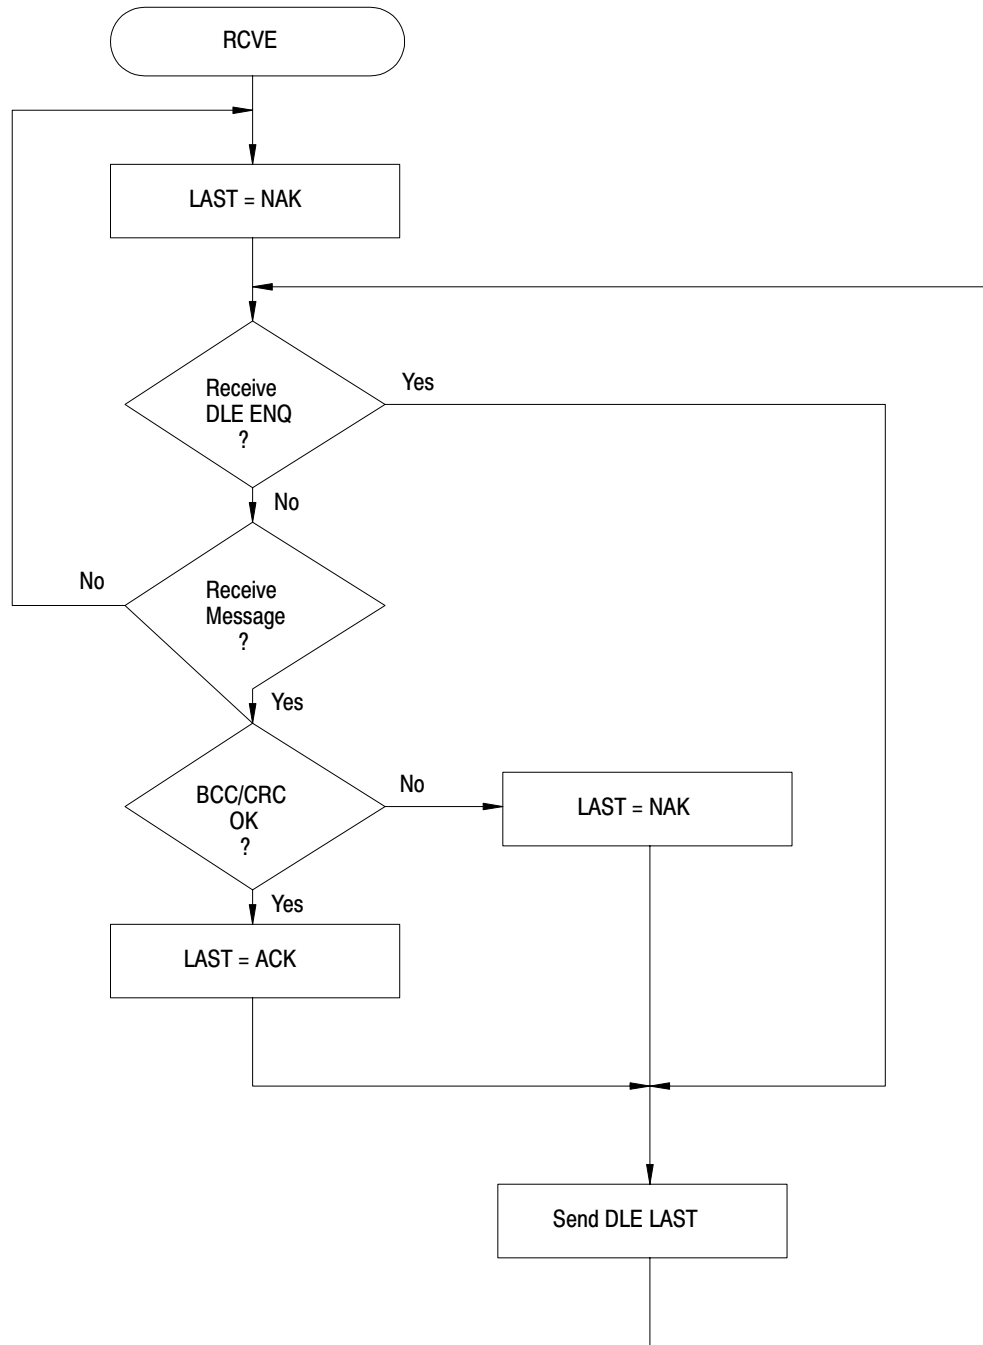 RCVE
LAST = NAK
Receive
DLE ENQ
?
Yes
No
Receive
Message
?
No
Yes
BCC/CRC
OK
?
No
LAST = NAK
Yes
LAST = ACK
Send DLE LAST